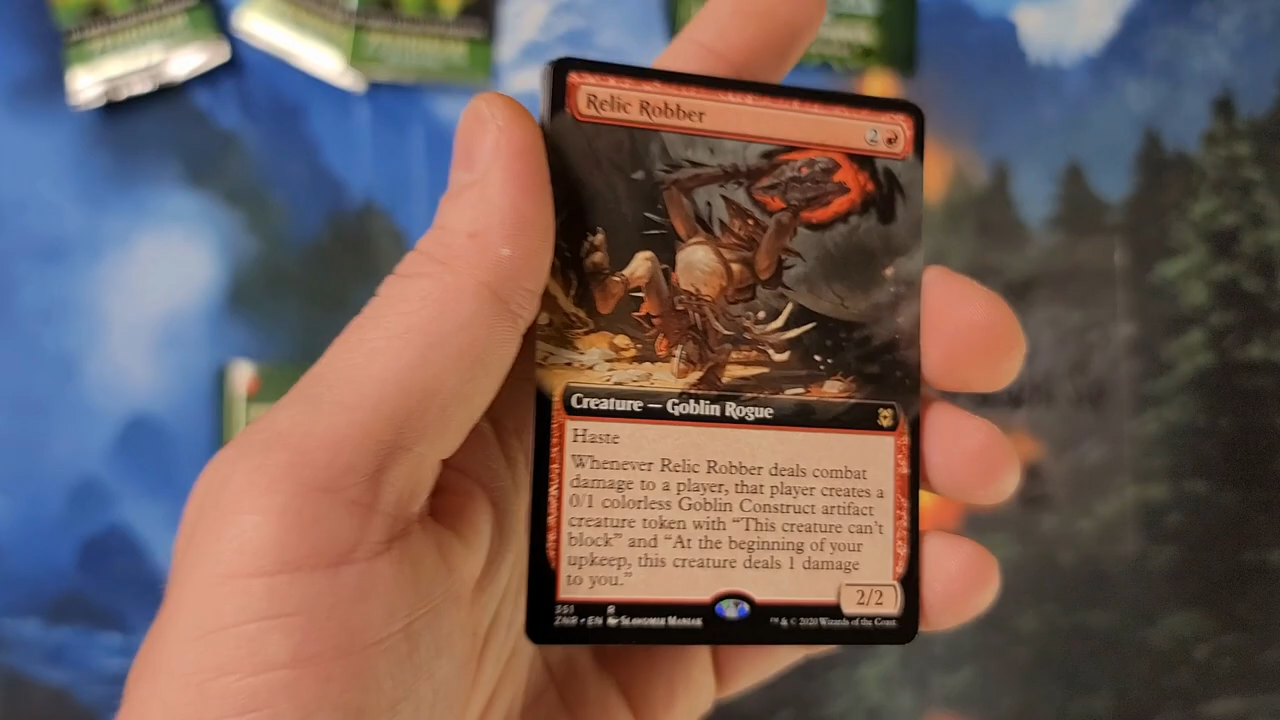 Relic Robber
2
Creature — Goblin Rogue
Haste
Whenever Relic Robber deals combat
damage to a player, that player creates a
0/1 colorless Goblin Construct artifact
creature token with “This creature can’t
block” and “At the beginning of your
upkeep, this creature deals 1 damage
to you.”
2/2
351 R
ZNR • EN Slawomir Maniak
™ & © 2020 Wizards of the Coast